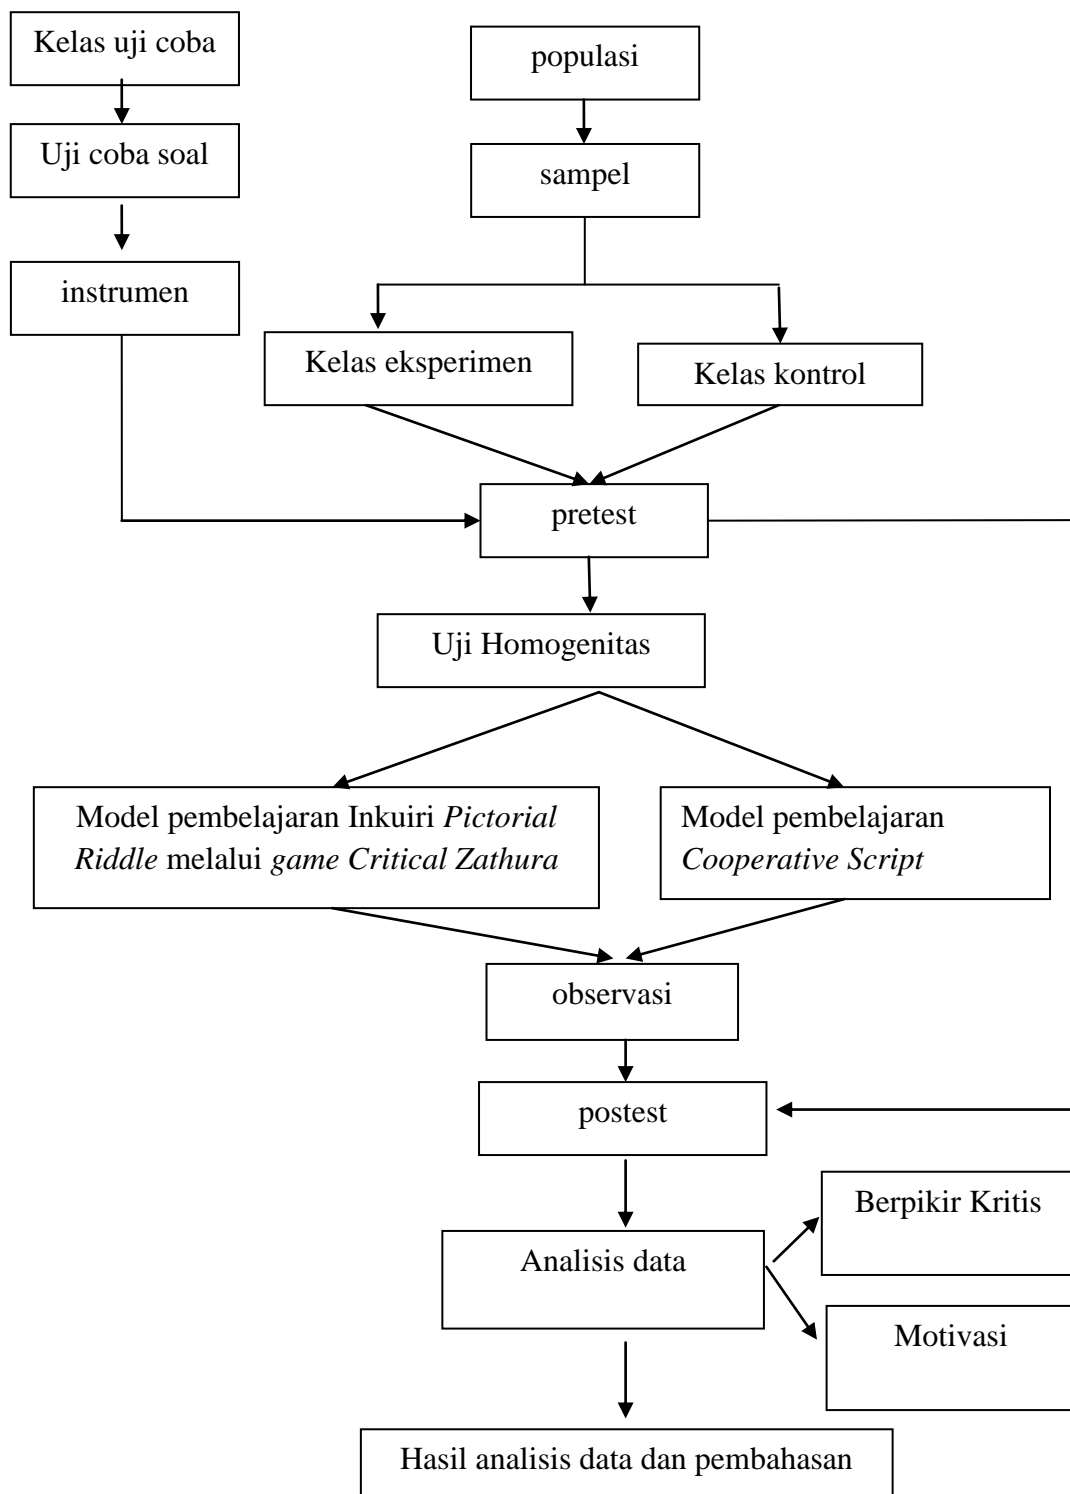 Kelas uji coba
populasi
Uji coba soal
sampel
instrumen
Kelas eksperimen
Kelas kontrol
pretest
Uji Homogenitas
Model pembelajaran Inkuiri Pictorial
Riddle melalui game Critical Zathura
Model pembelajaran
Cooperative Script
observasi
postest
Berpikir Kritis
Analisis data
Motivasi
Hasil analisis data dan pembahasan